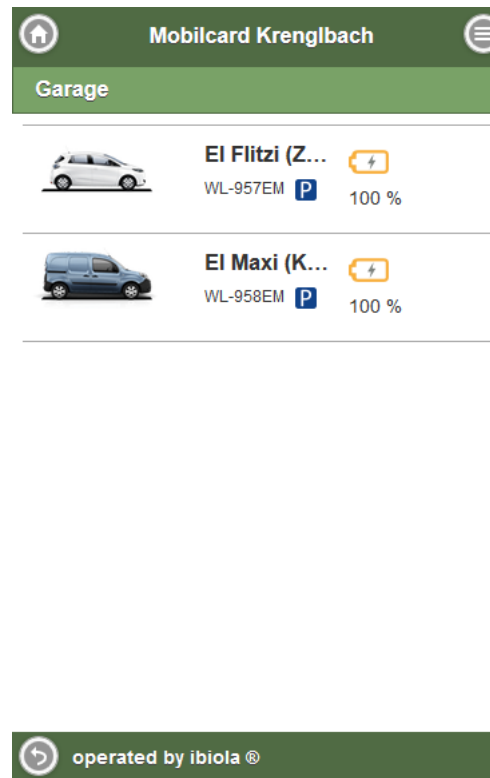 Mobilcard Krenglbach
Garage
El Flitzi (Z...
WL-957EM P
100 %
El Maxi (K...
WL-958EM P
100 %
operated by ibiola ®